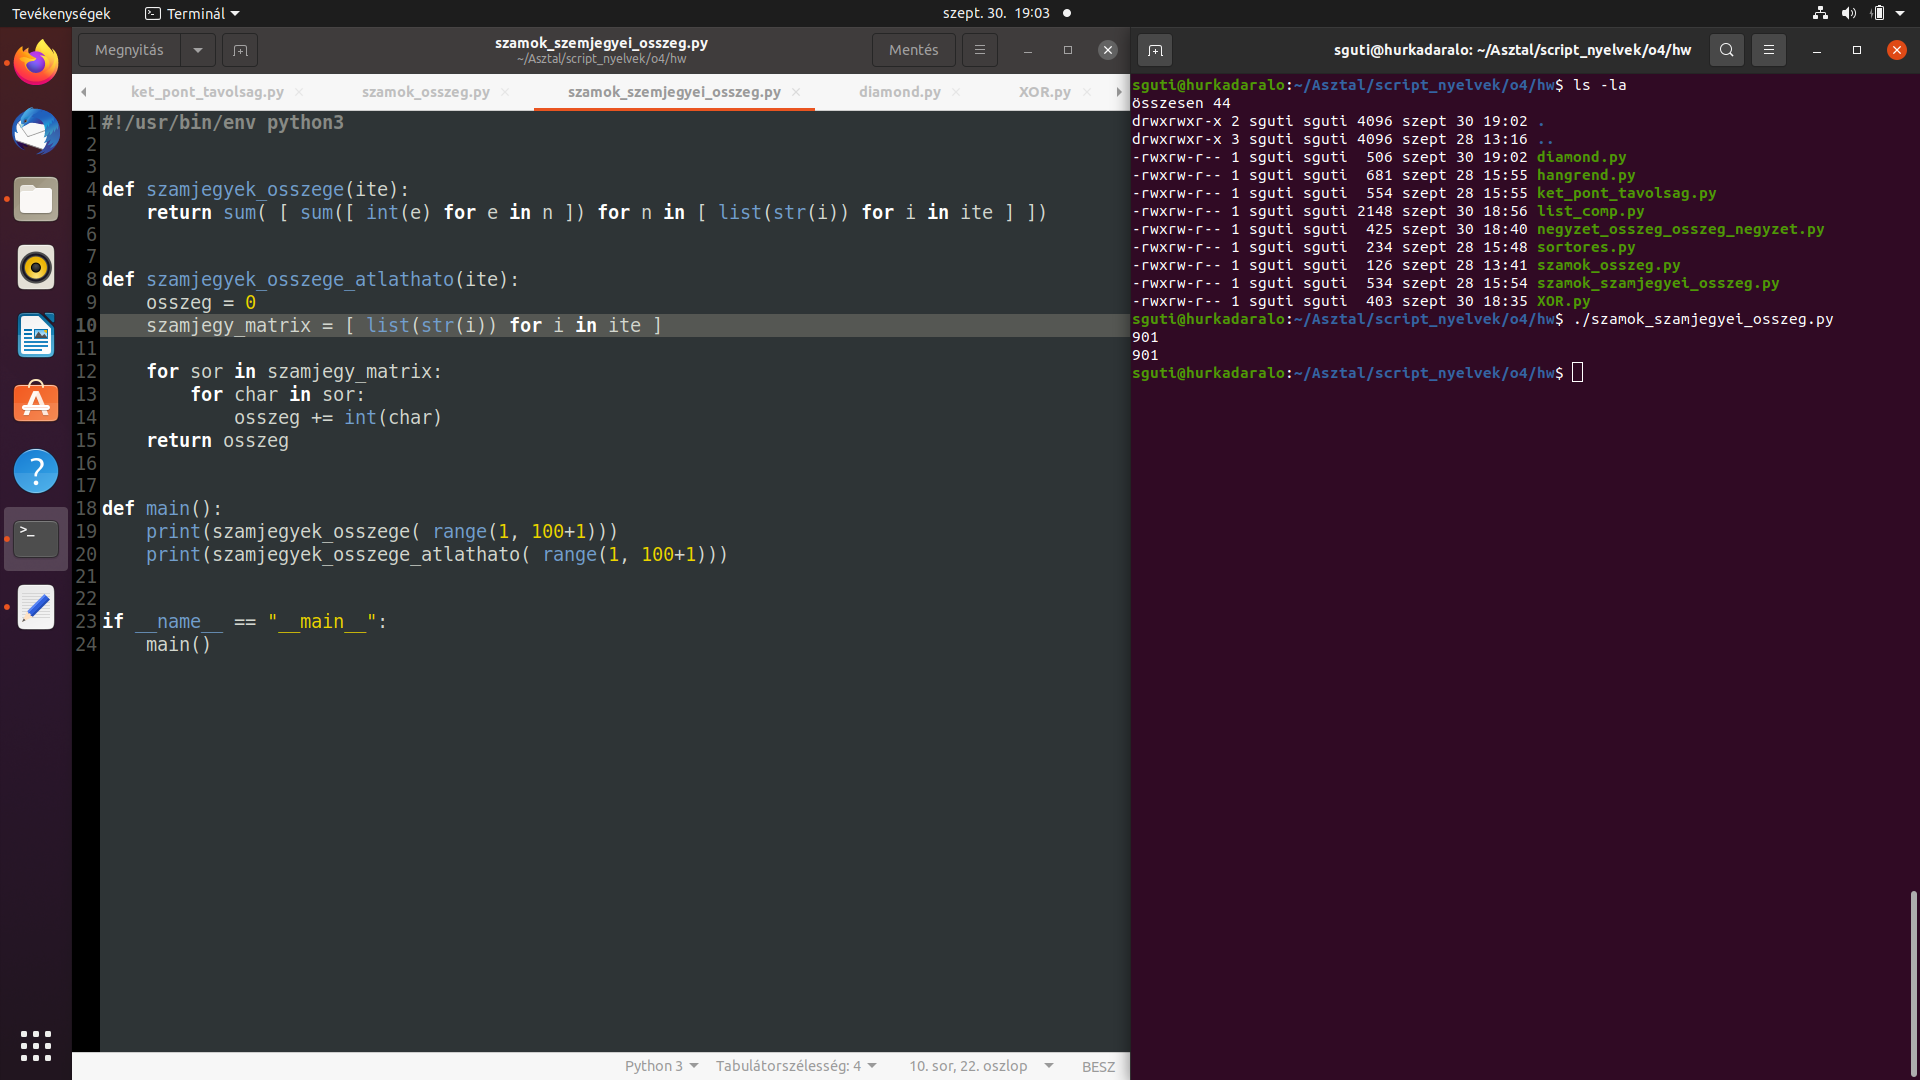 Tevékenységek
Terminál
szept. 30. 19:03
Megnyitás
szamok_szemjegyei_osszeg.py
~/Asztal/script_nyelvek/o4/hw
Mentés
ket_pont_tavolsag.py
szamok_osszeg.py
szamok_szemjegyei_osszeg.py
diamond.py
XOR.py
1 #!/usr/bin/env python3
2
3
4 def szamjegyek_osszege(ite):
5     return sum( [ sum([ int(e) for e in n ]) for n in [ list(str(i)) for i in ite ] ])
6
7
8 def szamjegyek_osszege_atlathato(ite):
9     osszeg = 0
10     szamjegy_matrix = [ list(str(i)) for i in ite ]
11
12     for sor in szamjegy_matrix:
13         for char in sor:
14             osszeg += int(char)
15     return osszeg
16
17
18 def main():
19     print(szamjegyek_osszege( range(1, 100+1)))
20     print(szamjegyek_osszege_atlathato( range(1, 100+1)))
21
22
23 if __name__ == "__main__":
24     main()
Python 3
Tabulátorszélesség: 4
10. sor, 22. oszlop
BESZ
sguti@hurkadaralo: ~/Asztal/script_nyelvek/o4/hw
sguti@hurkadaralo:~/Asztal/script_nyelvek/o4/hw$ ls -la
összesen 44
drwxrwxr-x 2 sguti sguti 4096 szept 30 19:02 .
drwxrwxr-x 3 sguti sguti 4096 szept 28 13:16 ..
-rwxrw-r-- 1 sguti sguti  506 szept 30 19:02 diamond.py
-rwxrw-r-- 1 sguti sguti  681 szept 28 15:55 hangrend.py
-rwxrw-r-- 1 sguti sguti  554 szept 28 15:55 ket_pont_tavolsag.py
-rwxrw-r-- 1 sguti sguti 2148 szept 30 18:56 list_comp.py
-rwxrw-r-- 1 sguti sguti  425 szept 30 18:40 negyzet_osszeg_osszeg_negyzet.py
-rwxrw-r-- 1 sguti sguti  234 szept 28 15:48 sortores.py
-rwxrw-r-- 1 sguti sguti  126 szept 28 13:41 szamok_osszeg.py
-rwxrw-r-- 1 sguti sguti  534 szept 28 15:54 szamok_szamjegyei_osszeg.py
-rwxrw-r-- 1 sguti sguti  403 szept 30 18:35 XOR.py
sguti@hurkadaralo:~/Asztal/script_nyelvek/o4/hw$ ./szamok_szamjegyei_osszeg.py
901
901
sguti@hurkadaralo:~/Asztal/script_nyelvek/o4/hw$